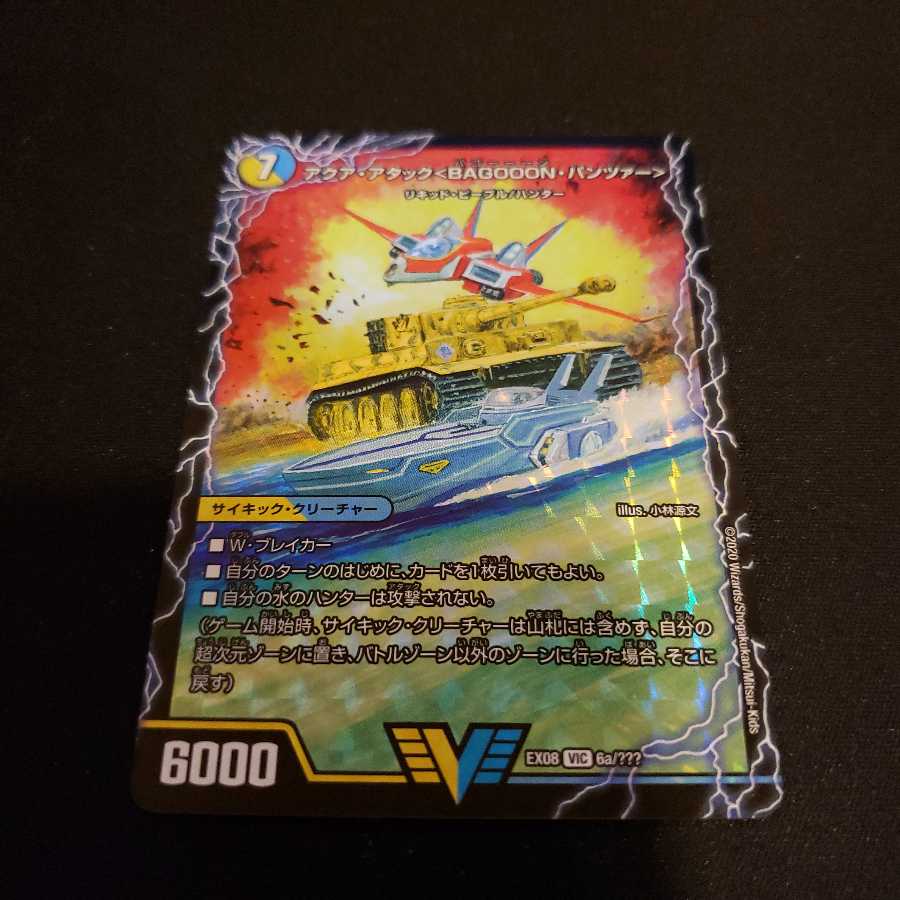 7
アクア・アタック<BAGOOON・パンツァー>
リキッド・ピープル/ハンター
サイキック・クリーチャー
illus. 小林源文
■W・ブレイカー
■自分のターンのはじめに、カードを1枚引いてもよい。
■自分の水のハンターは攻撃されない。
(ゲーム開始時、サイキック・クリーチャーは山札には含めず、自分の
超次元ゾーンに置き、バトルゾーン以外のゾーンに行った場合、そこに
戻す)
©2020 Wizards/Shogakukan/Mitsui-Kids
6000
EX08 VIC 6a/???